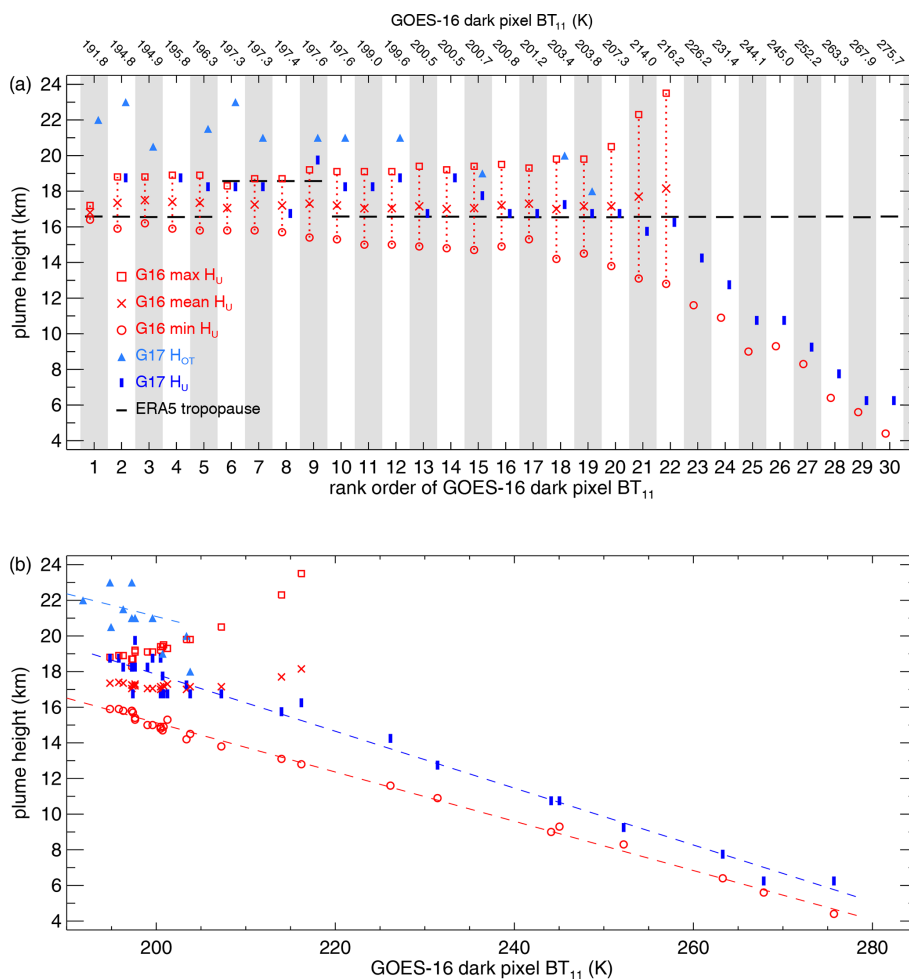 GOES-16 dark pixel BT11 (K)
191.8 194.8 194.9 195.8 196.3 197.3 197.3 197.4 197.6 197.6 199.0 199.6 200.5 200.5 200.7 200.8 201.2 203.4 203.8 207.3 214.0 216.2 226.2 231.4 244.1 245.0 252.2 263.3 267.9 275.7
(a)
plume height (km)
24
22
20
18
16
14
12
10
8
6
4
G16 max HU
G16 mean HU
G16 min HU
G17 HOT
G17 HU
ERA5 tropopause
1 2 3 4 5 6 7 8 9 10 11 12 13 14 15 16 17 18 19 20 21 22 23 24 25 26 27 28 29 30
rank order of GOES-16 dark pixel BT11
(b)
plume height (km)
24
22
20
18
16
14
12
10
8
6
4
200 220 240 260 280
GOES-16 dark pixel BT11 (K)